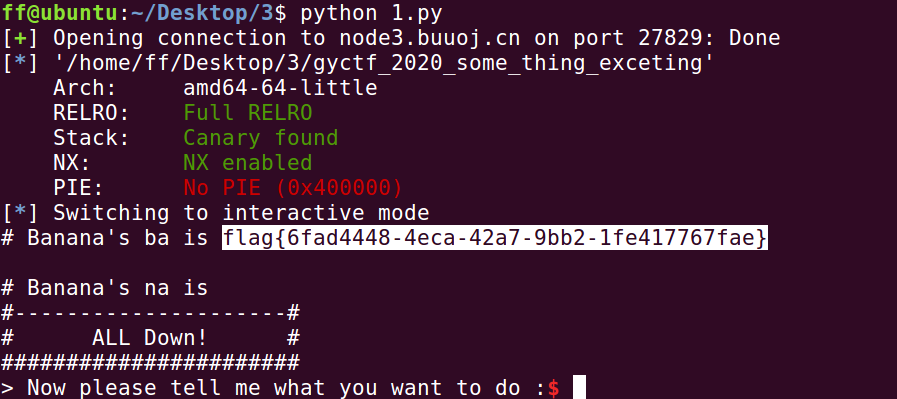 ff@ubuntu:~/Desktop/3$ python 1.py
[+] Opening connection to node3.buuoj.cn on port 27829: Done
[*] '/home/ff/Desktop/3/gyctf_2020_some_thing_exceting'
    Arch:     amd64-64-little
    RELRO:    Full RELRO
    Stack:    Canary found
    NX:       NX enabled
    PIE:      No PIE (0x400000)
[*] Switching to interactive mode
# Banana's ba is flag{6fad4448-4eca-42a7-9bb2-1fe417767fae}
# Banana's na is
#---------------------#
#      ALL Down!      #
#######################
> Now please tell me what you want to do :$